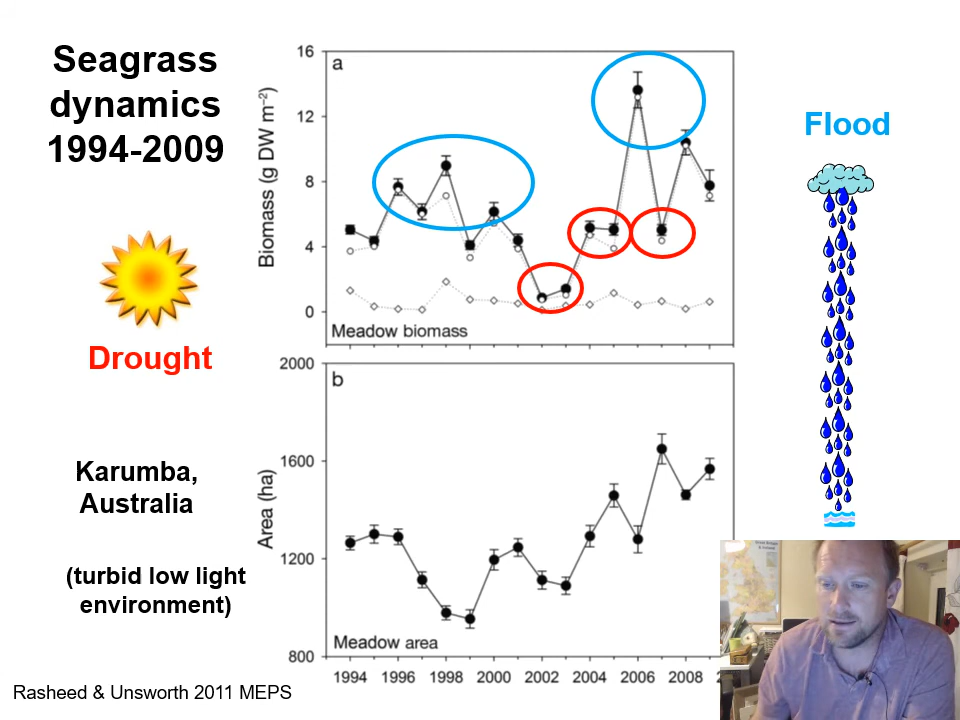 Seagrass
dynamics
1994-2009
Drought
Karumba,
Australia
(turbid low light
environment)
Rasheed & Unsworth 2011 MEPS
a
16
12
8
4
0
Biomass (g DW m⁻²)
Meadow biomass
b
2000
1600
1200
800
Area (ha)
Meadow area
1994 1996 1998 2000 2002 2004 2006 2008
Flood